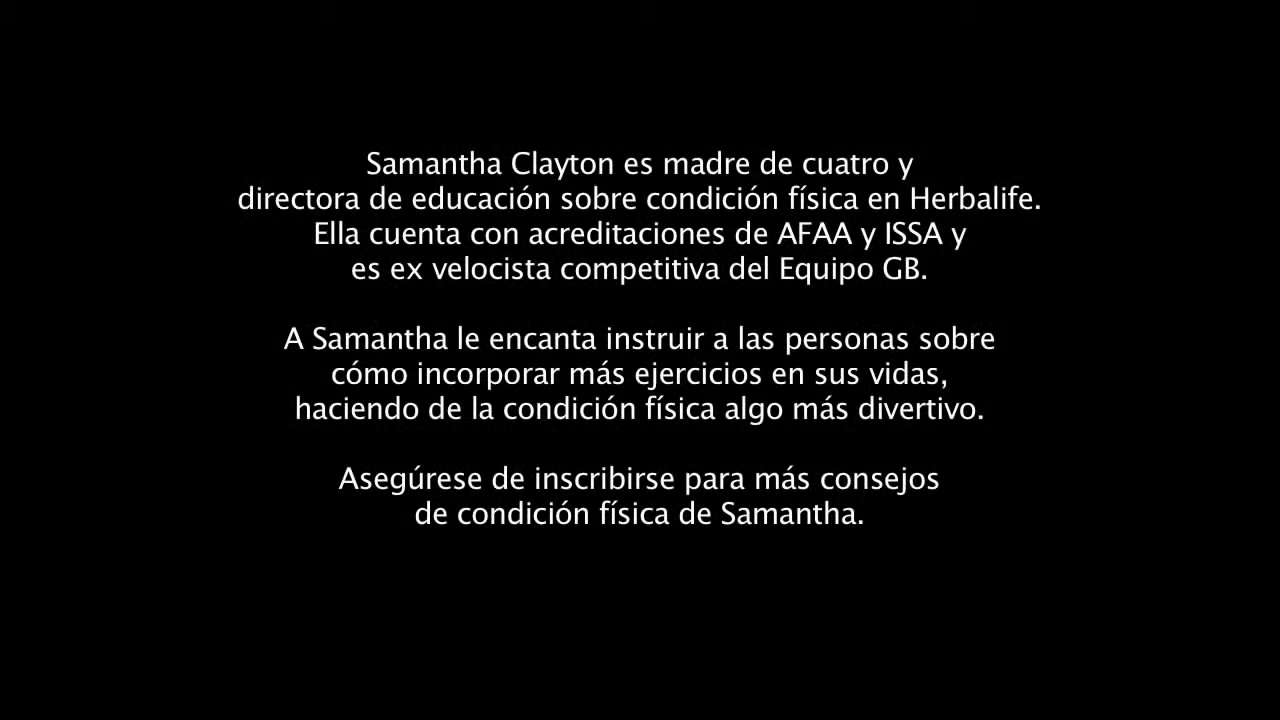 Samantha Clayton es madre de cuatro y
directora de educación sobre condición física en Herbalife.
Ella cuenta con acreditaciones de AFAA y ISSA y
es ex velocista competitiva del Equipo GB.
A Samantha le encanta instruir a las personas sobre
cómo incorporar más ejercicios en sus vidas,
haciendo de la condición física algo más divertivo.
Asegúrese de inscribirse para más consejos
de condición física de Samantha.